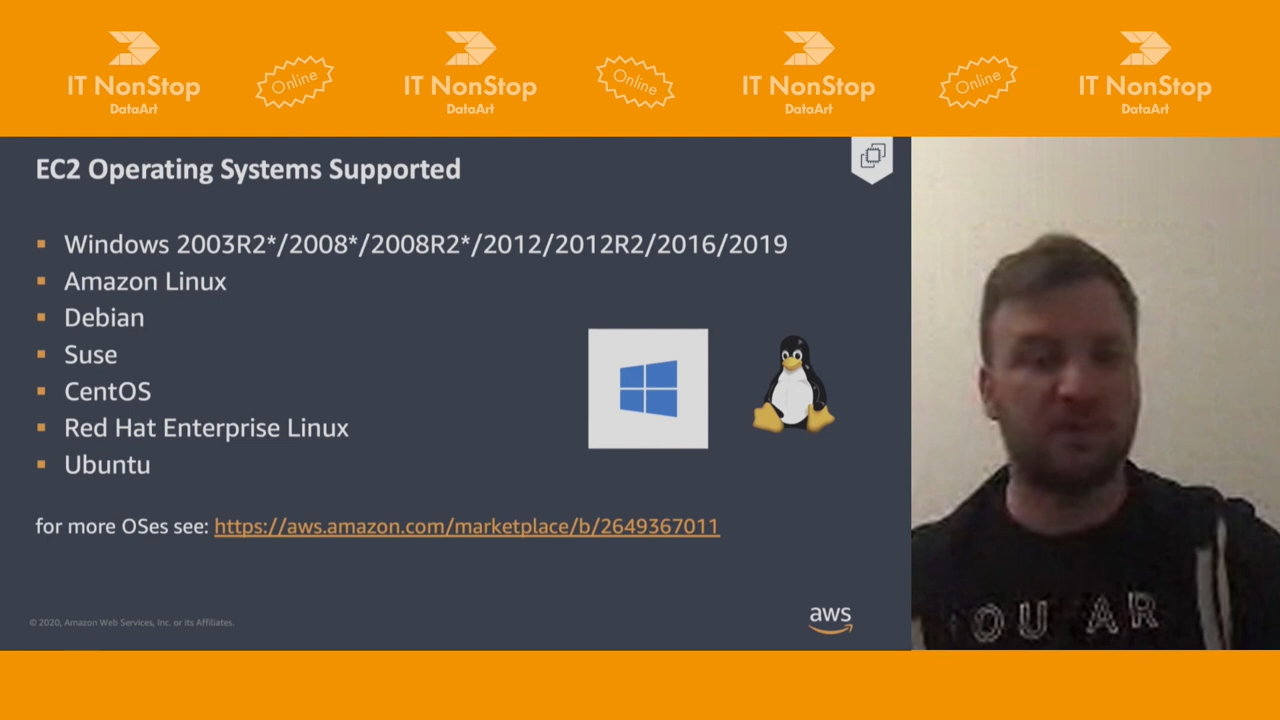 IT NonStop
DataArt
Online
IT NonStop
DataArt
Online
IT NonStop
DataArt
Online
IT NonStop
DataArt
EC2 Operating Systems Supported
Windows 2003R2*/2008*/2008R2*/2012/2012R2/2016/2019
Amazon Linux
Debian
Suse
CentOS
Red Hat Enterprise Linux
Ubuntu
for more OSes see: https://aws.amazon.com/marketplace/b/2649367011
© 2020, Amazon Web Services, Inc. or its Affiliates.
aws
OU AR